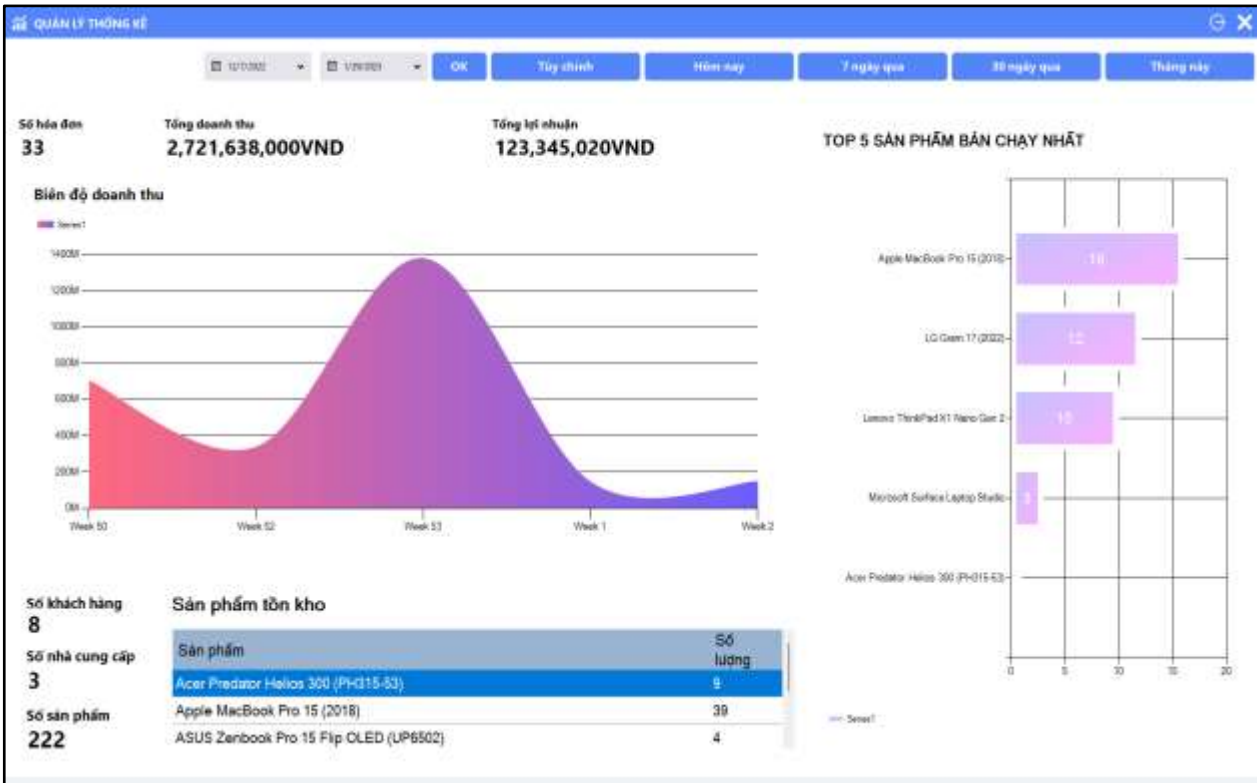 QUẢN LÝ THỐNG KÊ
OK
Tùy chỉnh
Hôm nay
7 ngày qua
30 ngày qua
Tháng này
Số hóa đơn
33
Tổng doanh thu
2,721,638,000VND
Tổng lợi nhuận
123,345,020VND
TOP 5 SẢN PHẨM BÁN CHẠY NHẤT
Biên độ doanh thu
Series1
1400M
1200M
1000M
800M
600M
400M
200M
0M
Week 50
Week 52
Week 53
Week 1
Week 2
Apple MacBook Pro 15 (2018)
16
LG Gram 17 (2022)
12
Lenovo ThinkPad X1 Nano Gen 2
10
Microsoft Surface Laptop Studio
3
Acer Predator Helios 300 (PH315-53)
0
5
10
15
20
Series1
Số khách hàng
8
Số nhà cung cấp
3
Số sản phẩm
222
Sản phẩm tồn kho
Sản phẩm
Số lượng
Acer Predator Helios 300 (PH315-53) 9
Apple MacBook Pro 15 (2018) 39
ASUS Zenbook Pro 15 Flip OLED (UP6502) 4